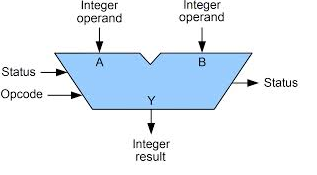 Integer
operand
Integer
operand
A
B
Status
Opcode
Status
Y
Integer
result